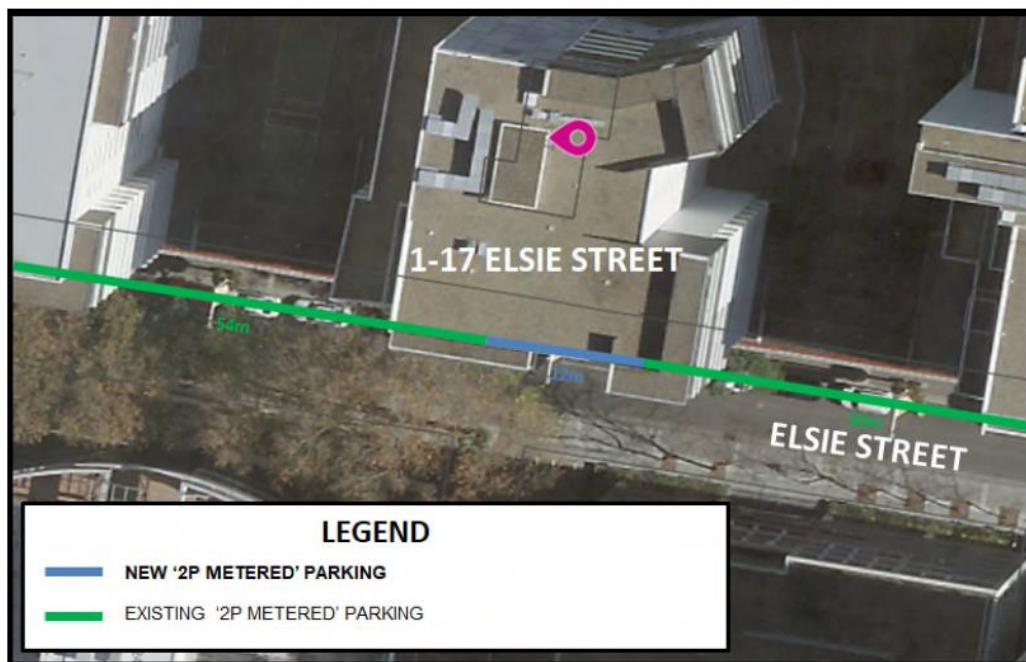 1-17 ELSIE STREET
54m
12m
ELSIE STREET
LEGEND
NEW ‘2P METERED’ PARKING
EXISTING ‘2P METERED’ PARKING